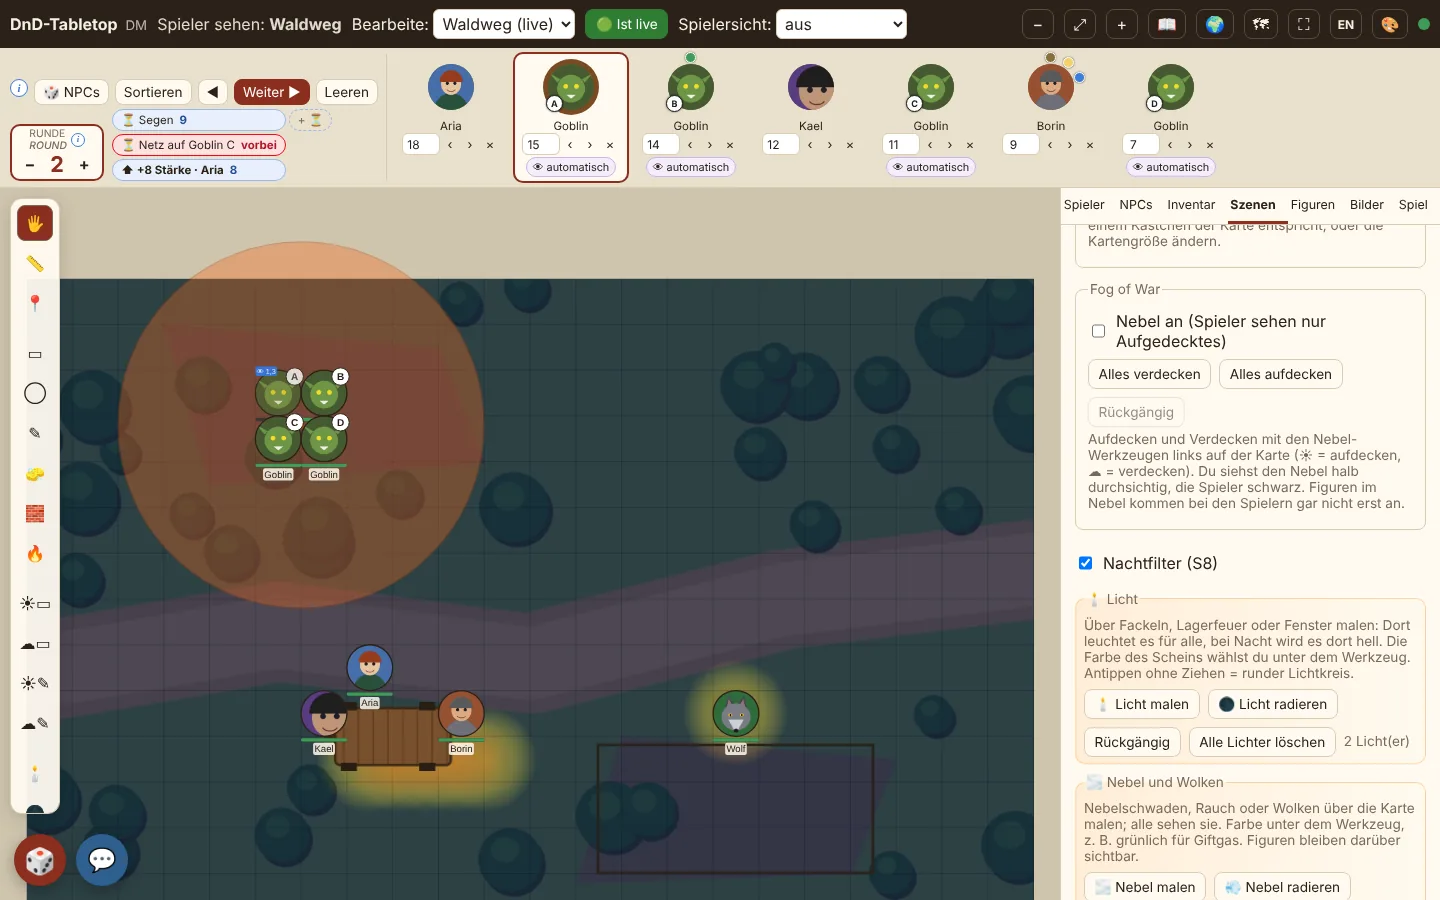 DnD-Tabletop DM Spieler sehen: Waldweg Bearbeite: Waldweg (live) Ist live Spielersicht: aus EN
i NPCs Sortieren ◀ Weiter ▶ Leeren
RUNDE
ROUND i
− 2 +
Segen 9 +
Netz auf Goblin C vorbei
+8 Stärke · Aria 8
Aria
18 ‹ › ×
A
Goblin
15 ‹ › ×
automatisch
B
Goblin
14 ‹ › ×
automatisch
Kael
12 ‹ › ×
C
Goblin
11 ‹ › ×
automatisch
Borin
9 ‹ › ×
D
Goblin
7 ‹ › ×
automatisch
1,3 A B
C D
Goblin Goblin
Aria
Kael Borin Wolf
Spieler NPCs Inventar Szenen Figuren Bilder Spiel
einem Kästchen der Karte entspricht, oder die
Kartengröße ändern.
Fog of War
Nebel an (Spieler sehen nur
Aufgedecktes)
Alles verdecken Alles aufdecken
Rückgängig
Aufdecken und Verdecken mit den Nebel-
Werkzeugen links auf der Karte (☀ = aufdecken,
☁ = verdecken). Du siehst den Nebel halb
durchsichtig, die Spieler schwarz. Figuren im
Nebel kommen bei den Spielern gar nicht erst an.
Nachtfilter (S8)
Licht
Über Fackeln, Lagerfeuer oder Fenster malen: Dort
leuchtet es für alle, bei Nacht wird es dort hell. Die
Farbe des Scheins wählst du unter dem Werkzeug.
Antippen ohne Ziehen = runder Lichtkreis.
Licht malen Licht radieren
Rückgängig Alle Lichter löschen 2 Licht(er)
Nebel und Wolken
Nebelschwaden, Rauch oder Wolken über die Karte
malen; alle sehen sie. Farbe unter dem Werkzeug,
z. B. grünlich für Giftgas. Figuren bleiben darüber
sichtbar.
Nebel malen Nebel radieren